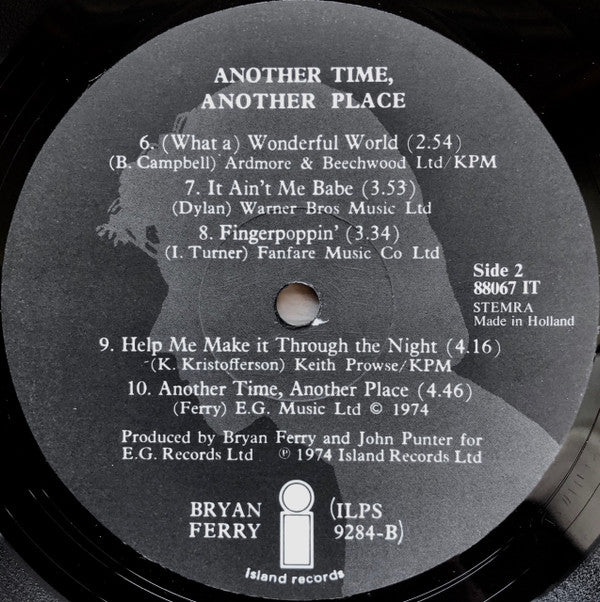 ANOTHER TIME,
ANOTHER PLACE
6. (What a) Wonderful World (2.54)
(B. Campbell) Ardmore & Beechwood Ltd/KPM
7. It Ain't Me Babe (3.53)
(Dylan) Warner Bros Music Ltd
8. Fingerpoppin' (3.34)
(I. Turner) Fanfare Music Co Ltd
Side 2
88067 IT
STEMRA
Made in Holland
9. Help Me Make it Through the Night (4.16)
(K. Kristofferson) Keith Prowse/KPM
10. Another Time, Another Place (4.46)
(Ferry) E.G. Music Ltd © 1974
Produced by Bryan Ferry and John Punter for
E.G. Records Ltd ℗ 1974 Island Records Ltd
BRYAN
FERRY
(ILPS
9284-B)
island records